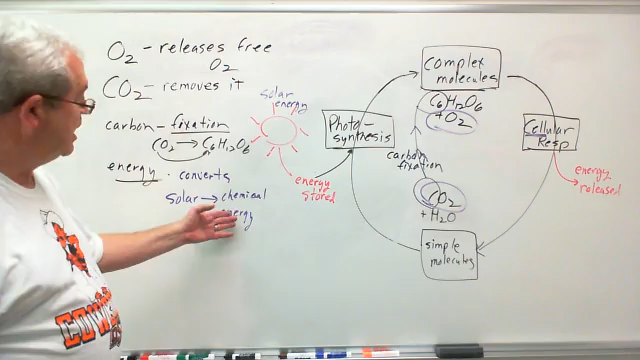 O2 - releases free
O2
CO2 - removes it
carbon - fixation
CO2 → C6H12O6
energy - converts
solar → chemical
energy
solar
energy
energy
stored
Photo-
synthesis
complex
molecules
C6H12O6
+ O2
carbon
fixation
CO2
+ H2O
simple
molecules
Cellular
Resp
energy
released